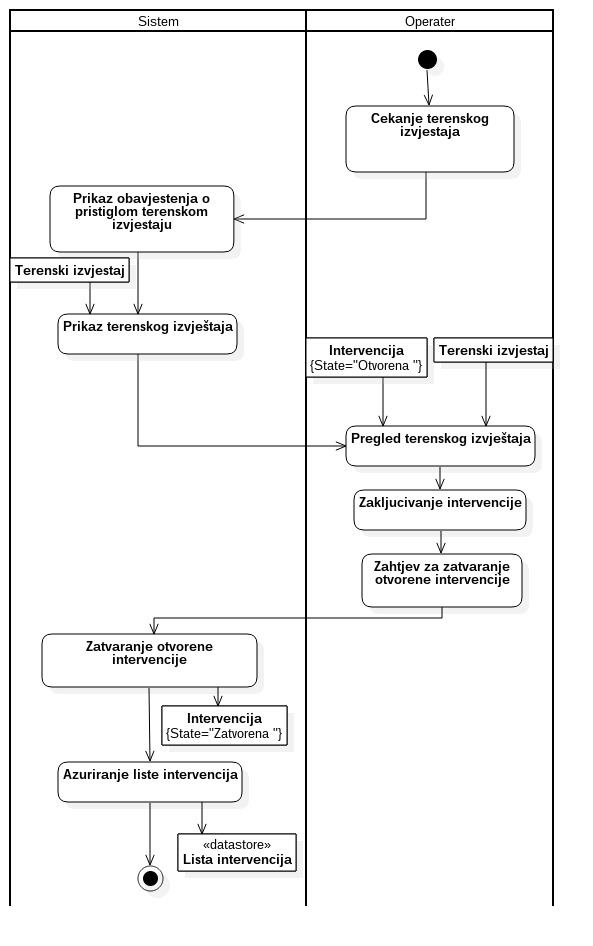 Sistem
Operater
Cekanje terenskog
izvjestaja
Prikaz obavjestenja o
pristiglom terenskom
izvjestaju
Terenski izvjestaj
Prikaz terenskog izvještaja
Intervencija
{State="Otvorena "}
Terenski izvjestaj
Pregled terenskog izvještaja
Zakljucivanje intervencije
Zahtjev za zatvaranje
otvorene intervencije
Zatvaranje otvorene
intervencije
Intervencija
{State="Zatvorena "}
Azuriranje liste intervencija
«datastore»
Lista intervencija